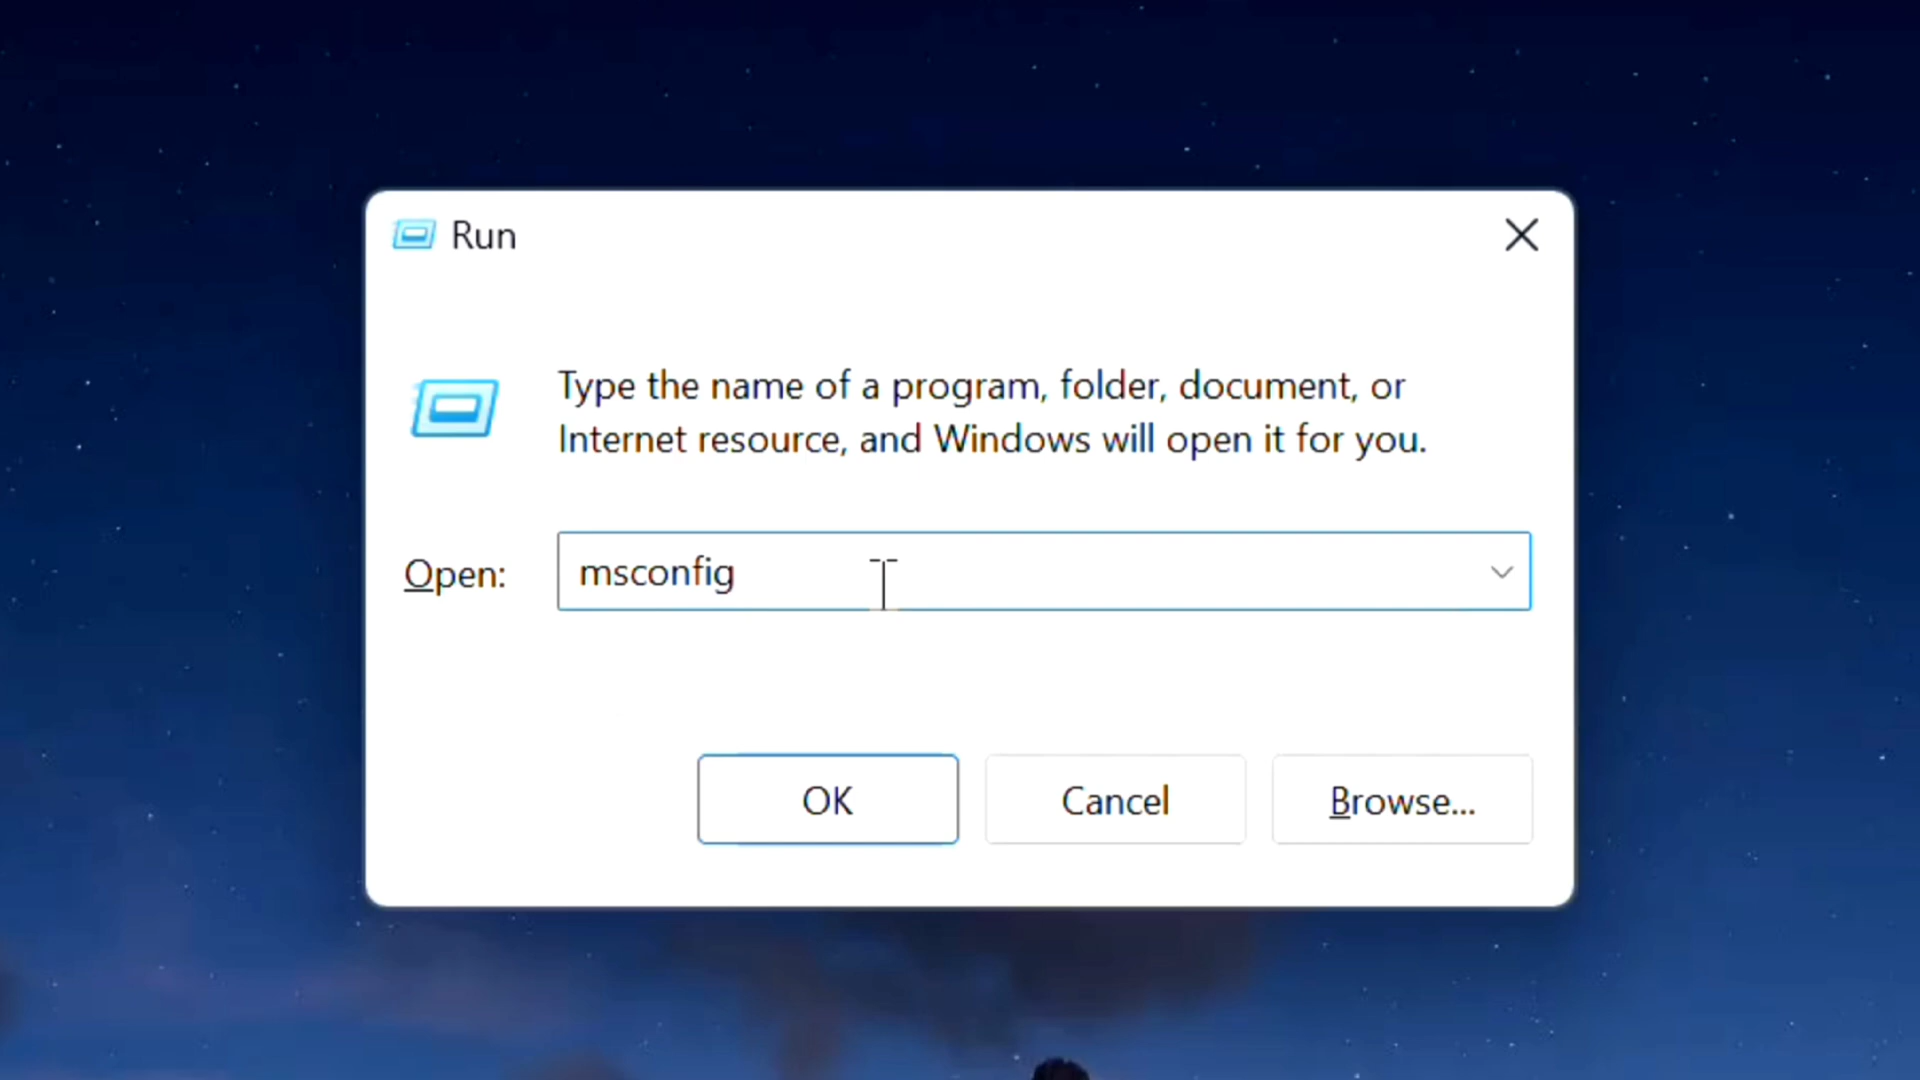 Run
Type the name of a program, folder, document, or
Internet resource, and Windows will open it for you.
Open: msconfig
OK Cancel Browse...